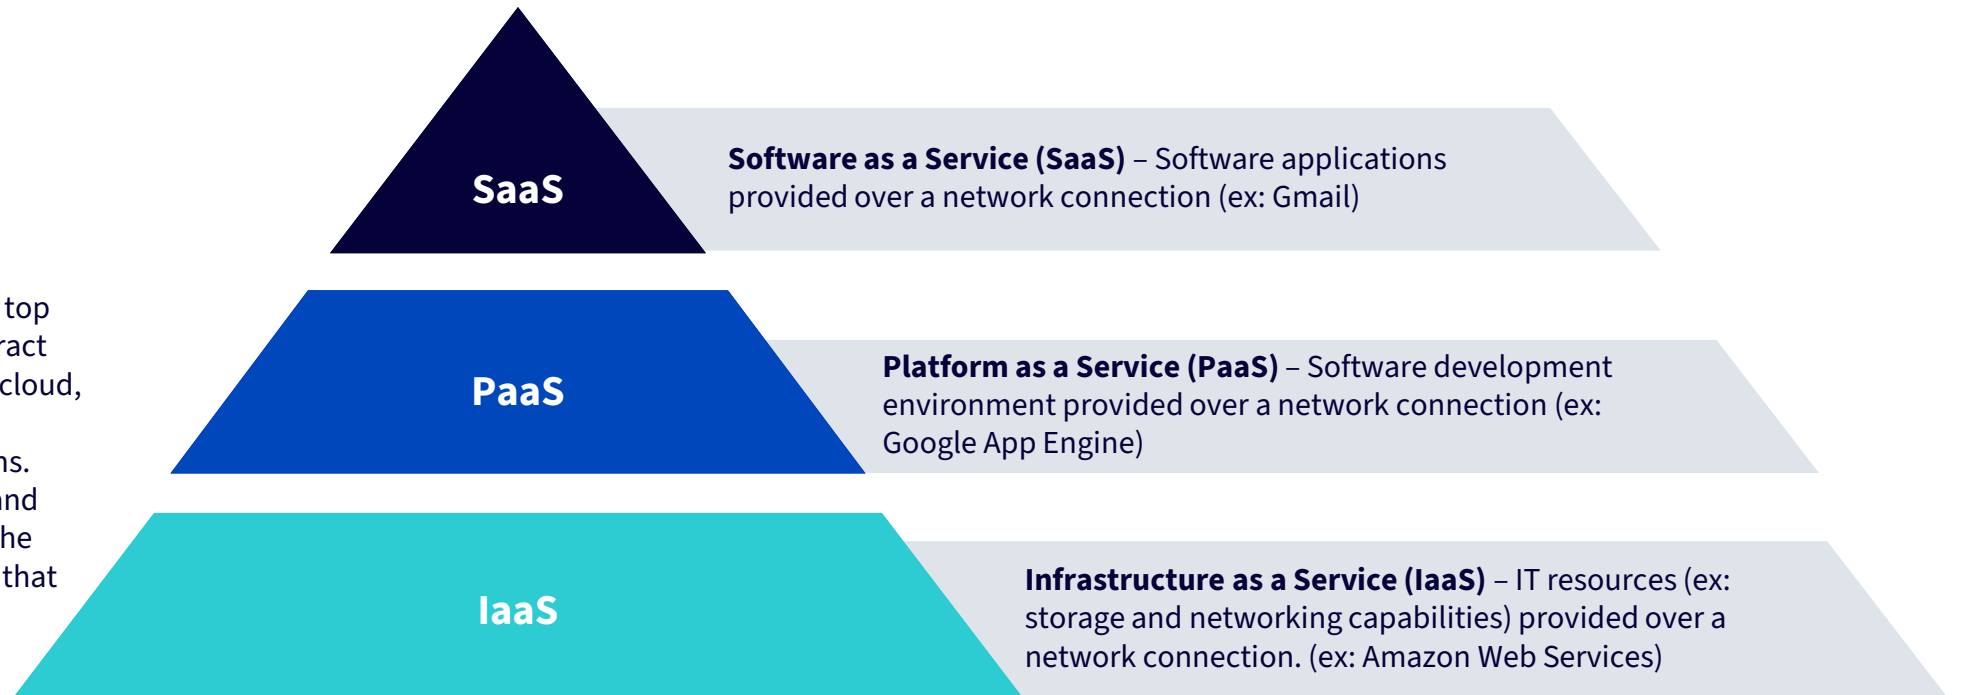 SaaS
Software as a Service (SaaS) – Software applications
provided over a network connection (ex: Gmail)
top
ract
cloud,
ns.
and
he
that
PaaS
Platform as a Service (PaaS) – Software development
environment provided over a network connection (ex:
Google App Engine)
IaaS
Infrastructure as a Service (IaaS) – IT resources (ex:
storage and networking capabilities) provided over a
network connection. (ex: Amazon Web Services)